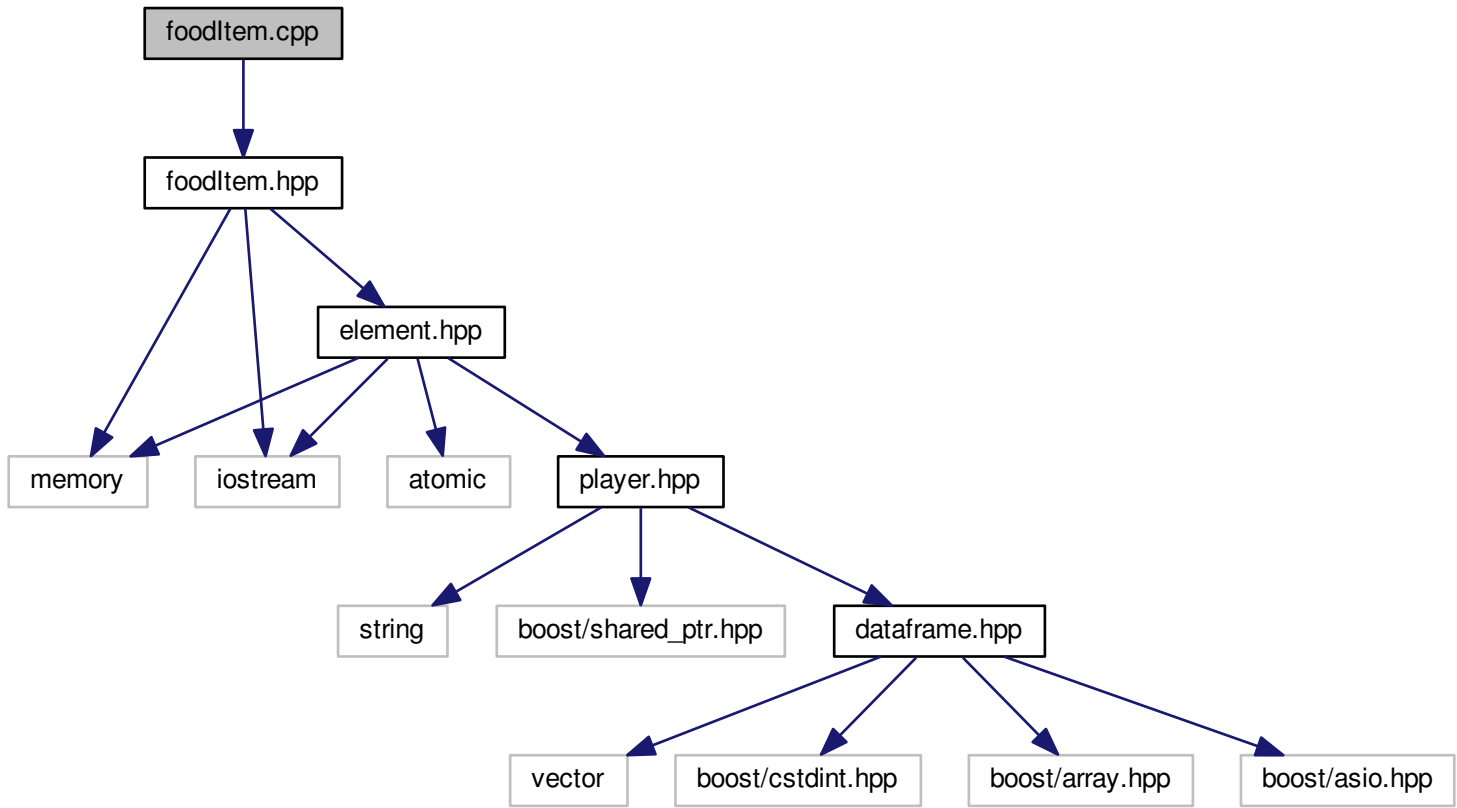 foodItem.cpp
foodItem.hpp
element.hpp
memory
iostream
atomic
player.hpp
string
boost/shared_ptr.hpp
dataframe.hpp
vector
boost/cstdint.hpp
boost/array.hpp
boost/asio.hpp